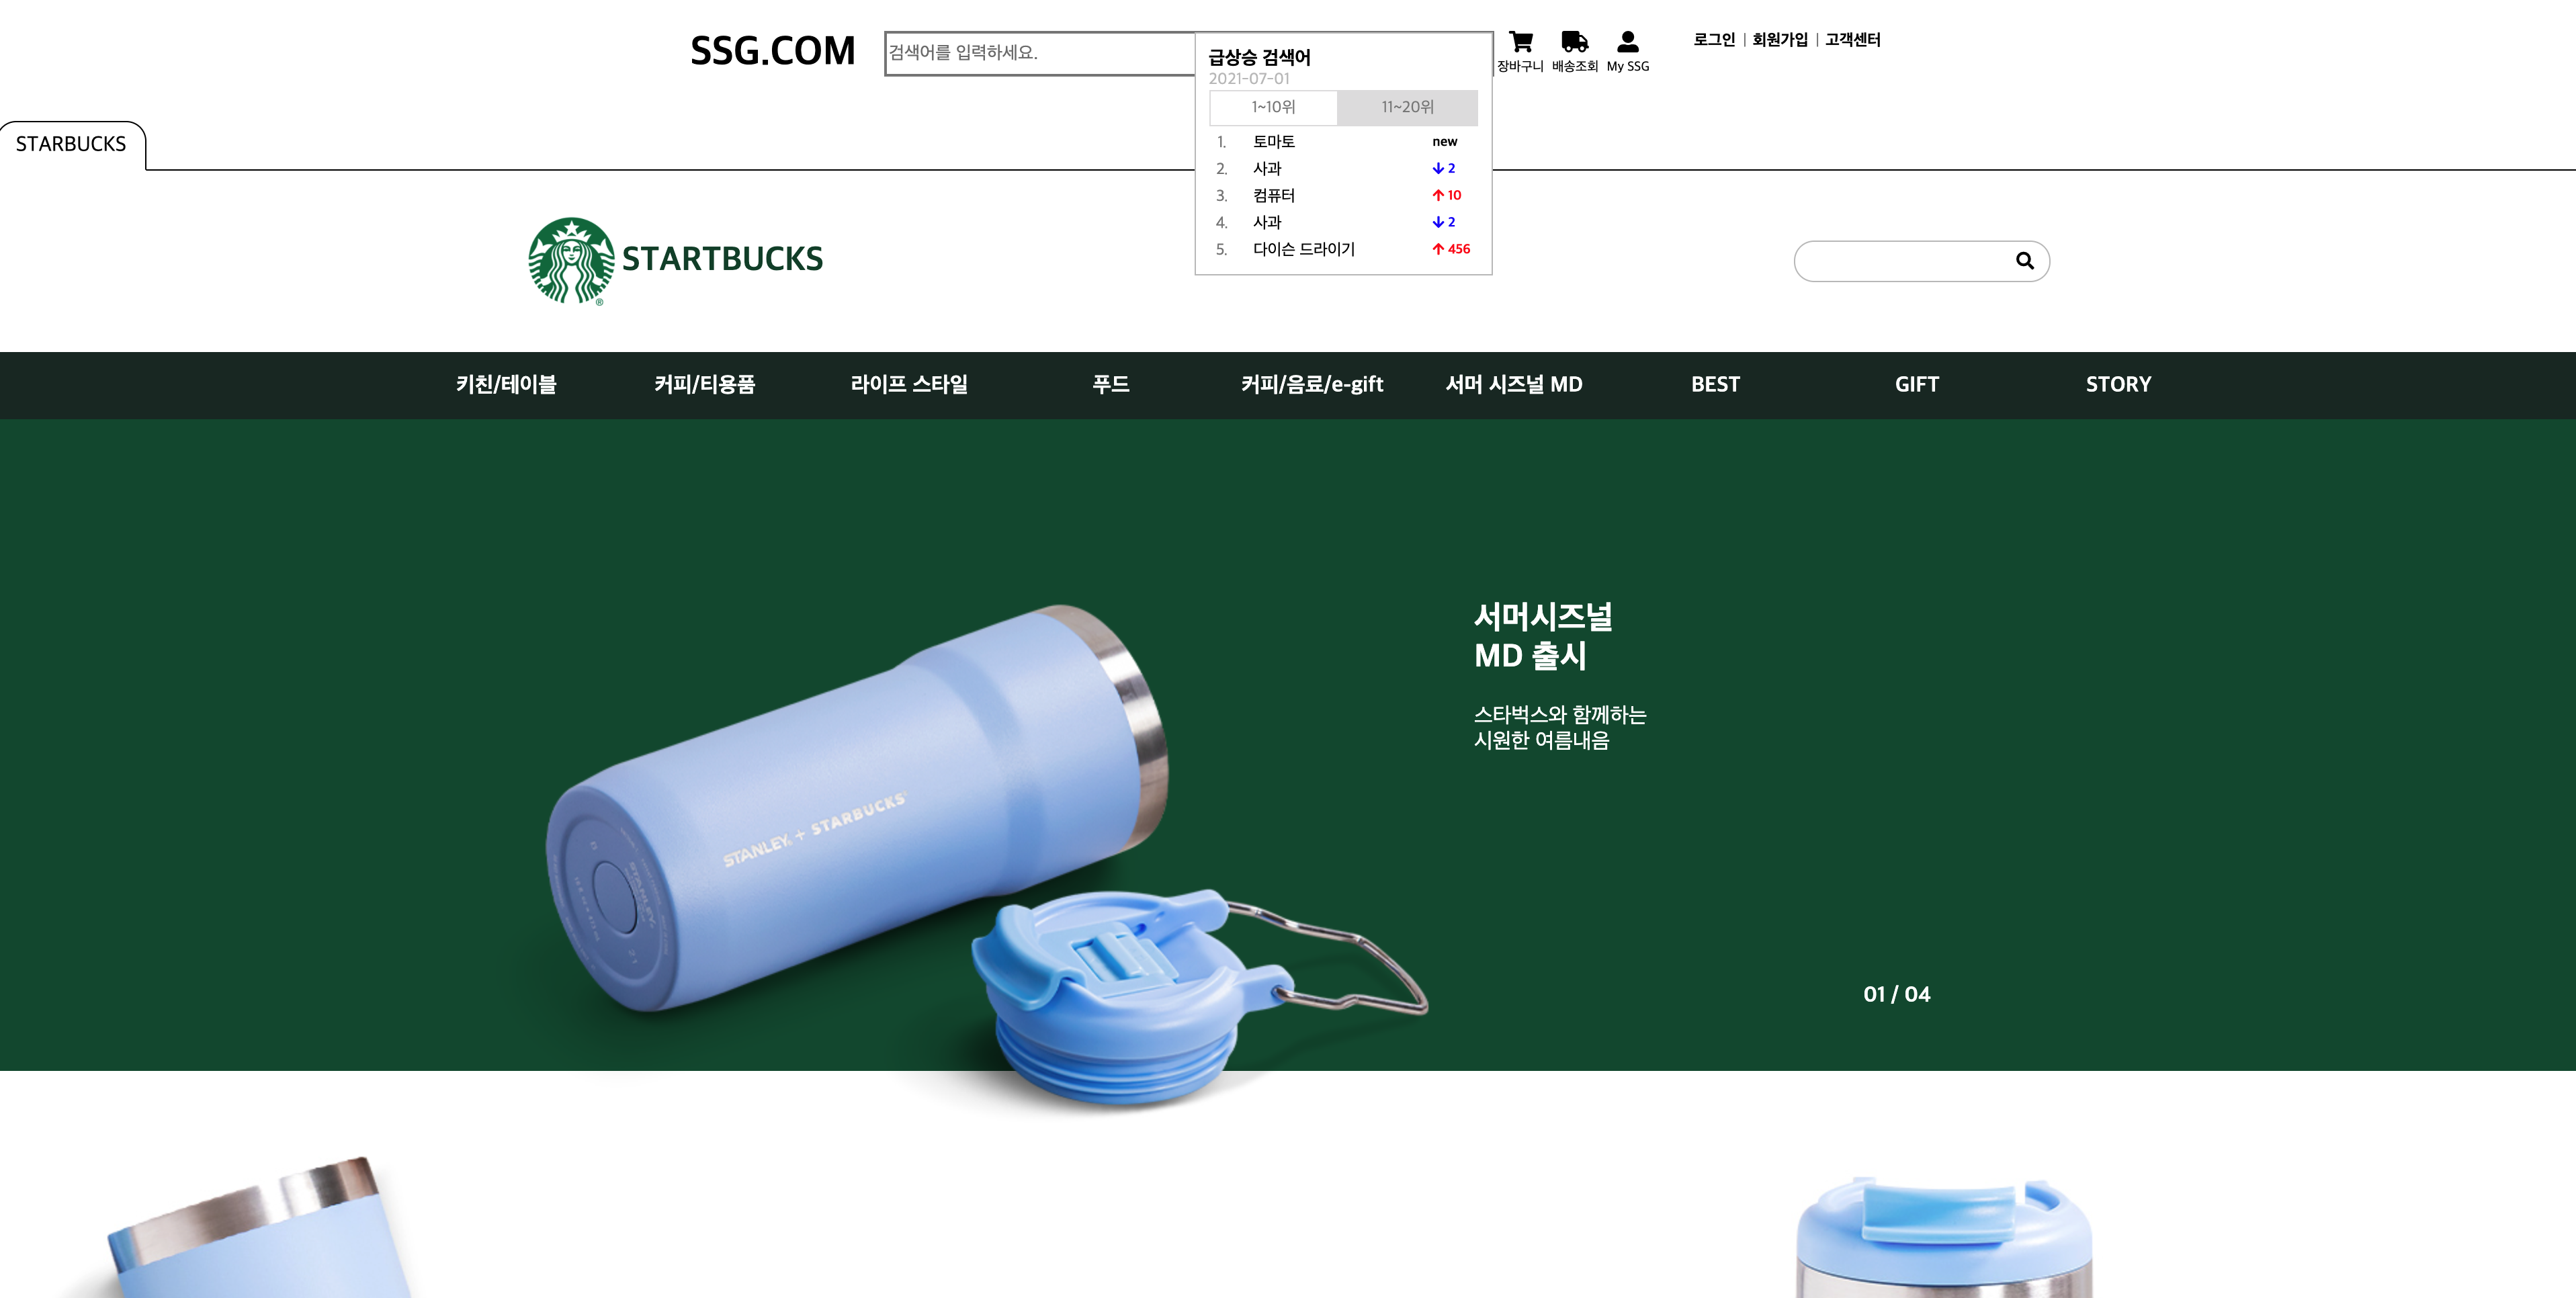 SSG.COM
검색어를 입력하세요.
급상승 검색어
2021-07-01
1~10위 11~20위
1. 토마토 new
2. 사과 2
3. 컴퓨터 10
4. 사과 2
5. 다이슨 드라이기 456
장바구니 배송조회 My SSG
로그인 | 회원가입 | 고객센터
STARBUCKS
STARTBUCKS
키친/테이블 커피/티용품 라이프 스타일 푸드 커피/음료/e-gift 서머 시즈널 MD BEST GIFT STORY
서머시즈널
MD 출시
스타벅스와 함께하는
시원한 여름내음
STANLEY + STARBUCKS
01 / 04